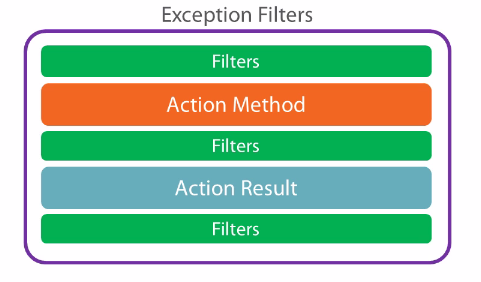 Exception Filters
Filters
Action Method
Filters
Action Result
Filters